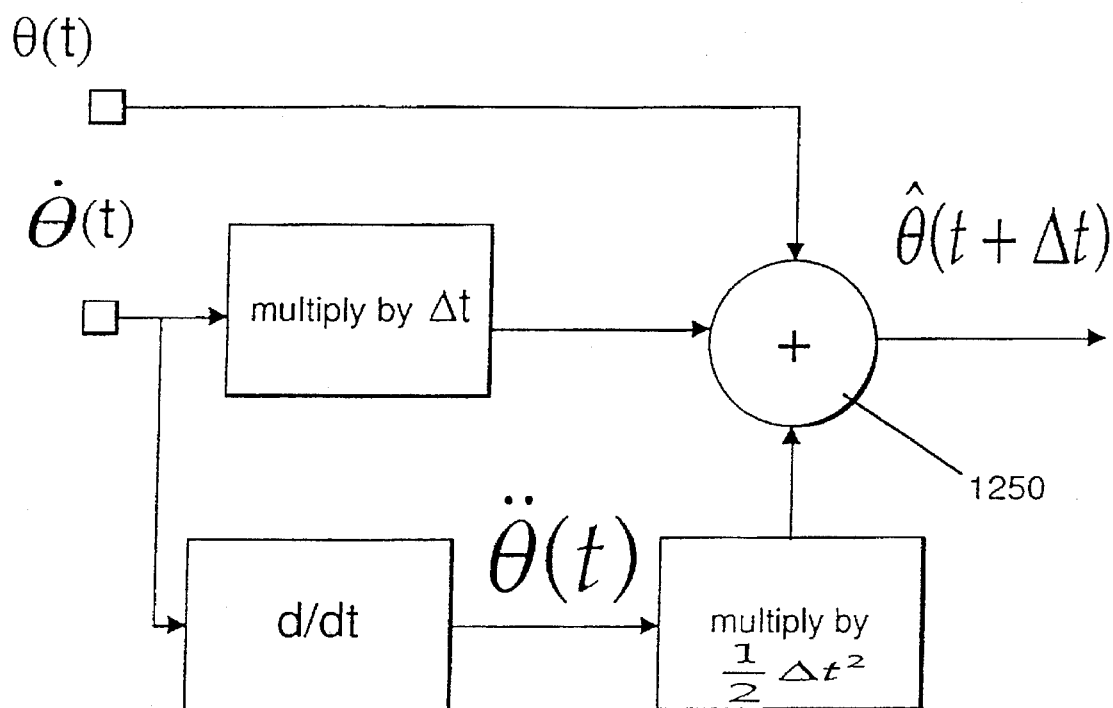 θ(t)
θ̇(t)
multiply by Δt
+
θ̂(t + Δt)
1250
d/dt
θ̈(t)
multiply by
1/2 Δt²